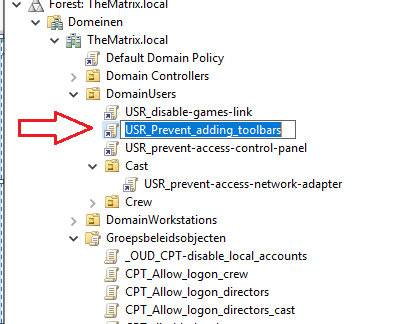 Forest: TheMatrix.local
Domeinen
TheMatrix.local
Default Domain Policy
Domain Controllers
DomainUsers
USR_disable-games-link
USR_Prevent_adding_toolbars
USR_prevent-access-control-panel
Cast
USR_prevent-access-network-adapter
Crew
DomainWorkstations
Groepsbeleidsobjecten
_OUD_CPT-disable_local_accounts
CPT_Allow_logon_crew
CPT_Allow_logon_directors
CPT_Allow_logon_directors_cast